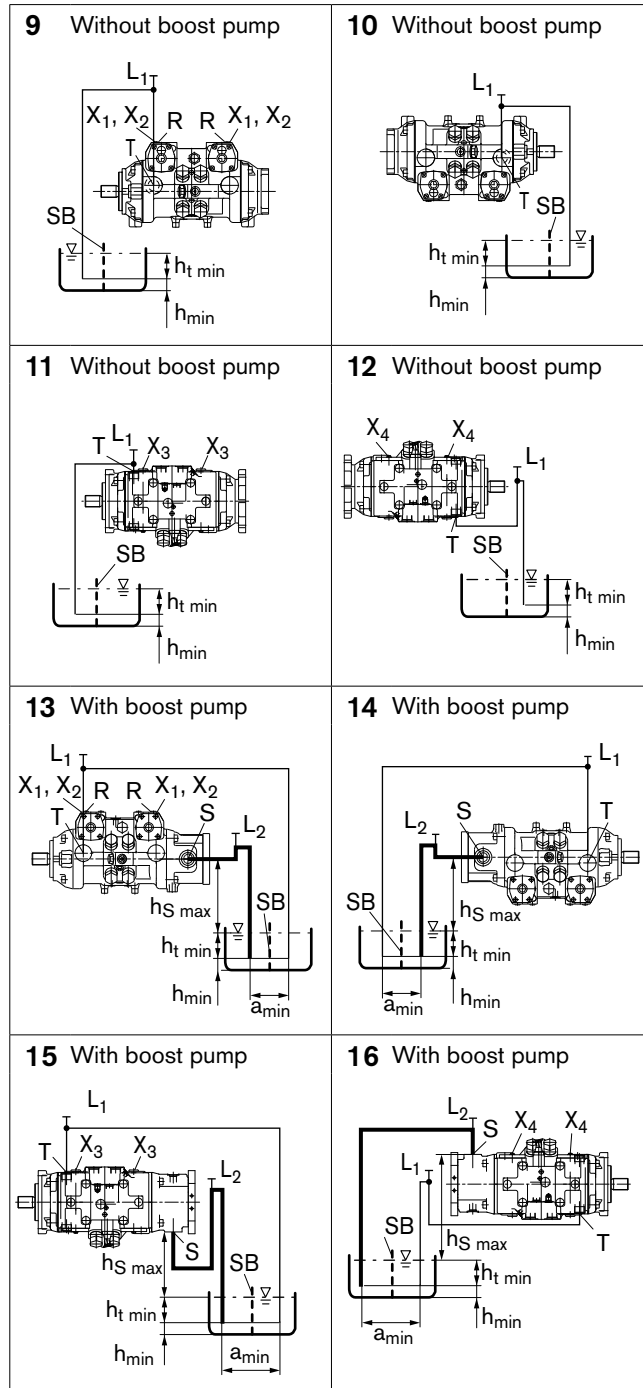 9 Without boost pump
L1
X1, X2 R R X1, X2
T
SB
ht min
hmin
10 Without boost pump
L1
T
SB
ht min
hmin
11 Without boost pump
L1
T X3 X3
SB
ht min
hmin
12 Without boost pump
X4 X4
L1
T
SB
ht min
hmin
13 With boost pump
L1
X1, X2 R R X1, X2
T S
L2
hS max
SB
ht min
hmin
amin
14 With boost pump
L1
S T
L2
hS max
SB
ht min
hmin
amin
15 With boost pump
L1
T X3 X3
L2
S
hS max
SB
ht min
hmin
amin
16 With boost pump
L2 S X4 X4
L1
T
hS max
SB
ht min
hmin
amin